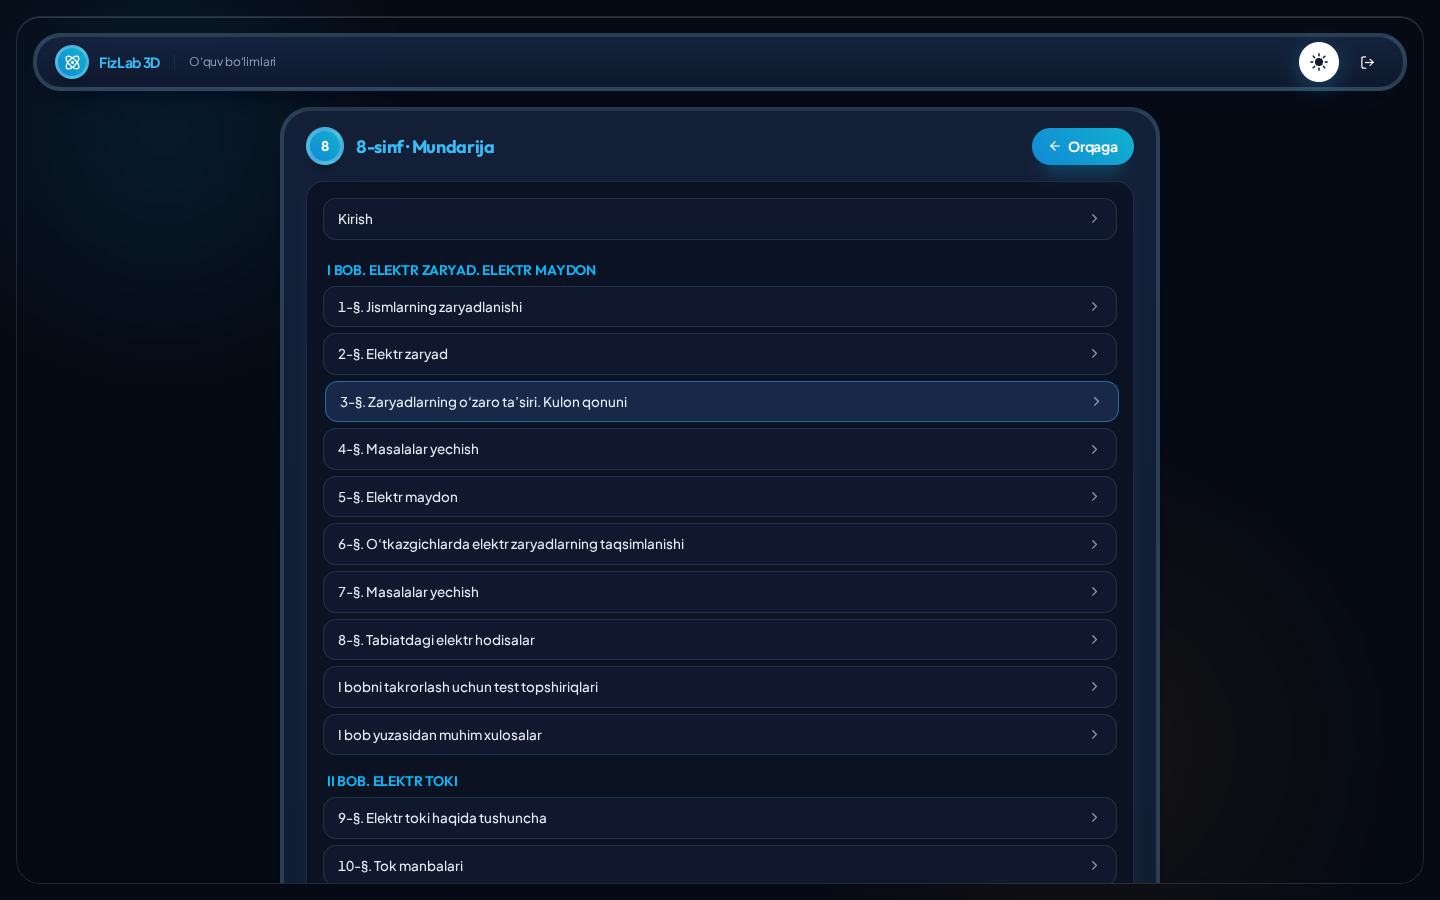 FizLab 3D
O'quv bo'limlari
8
8-sinf · Mundarija
Orqaga
Kirish
I BOB. ELEKTR ZARYAD. ELEKTR MAYDON
1-§. Jismlarning zaryadlanishi
2-§. Elektr zaryad
3-§. Zaryadlarning oʻzaro taʼsiri. Kulon qonuni
4-§. Masalalar yechish
5-§. Elektr maydon
6-§. Oʻtkazgichlarda elektr zaryadlarning taqsimlanishi
7-§. Masalalar yechish
8-§. Tabiatdagi elektr hodisalar
I bobni takrorlash uchun test topshiriqlari
I bob yuzasidan muhim xulosalar
II BOB. ELEKTR TOKI
9-§. Elektr toki haqida tushuncha
10-§. Tok manbalari